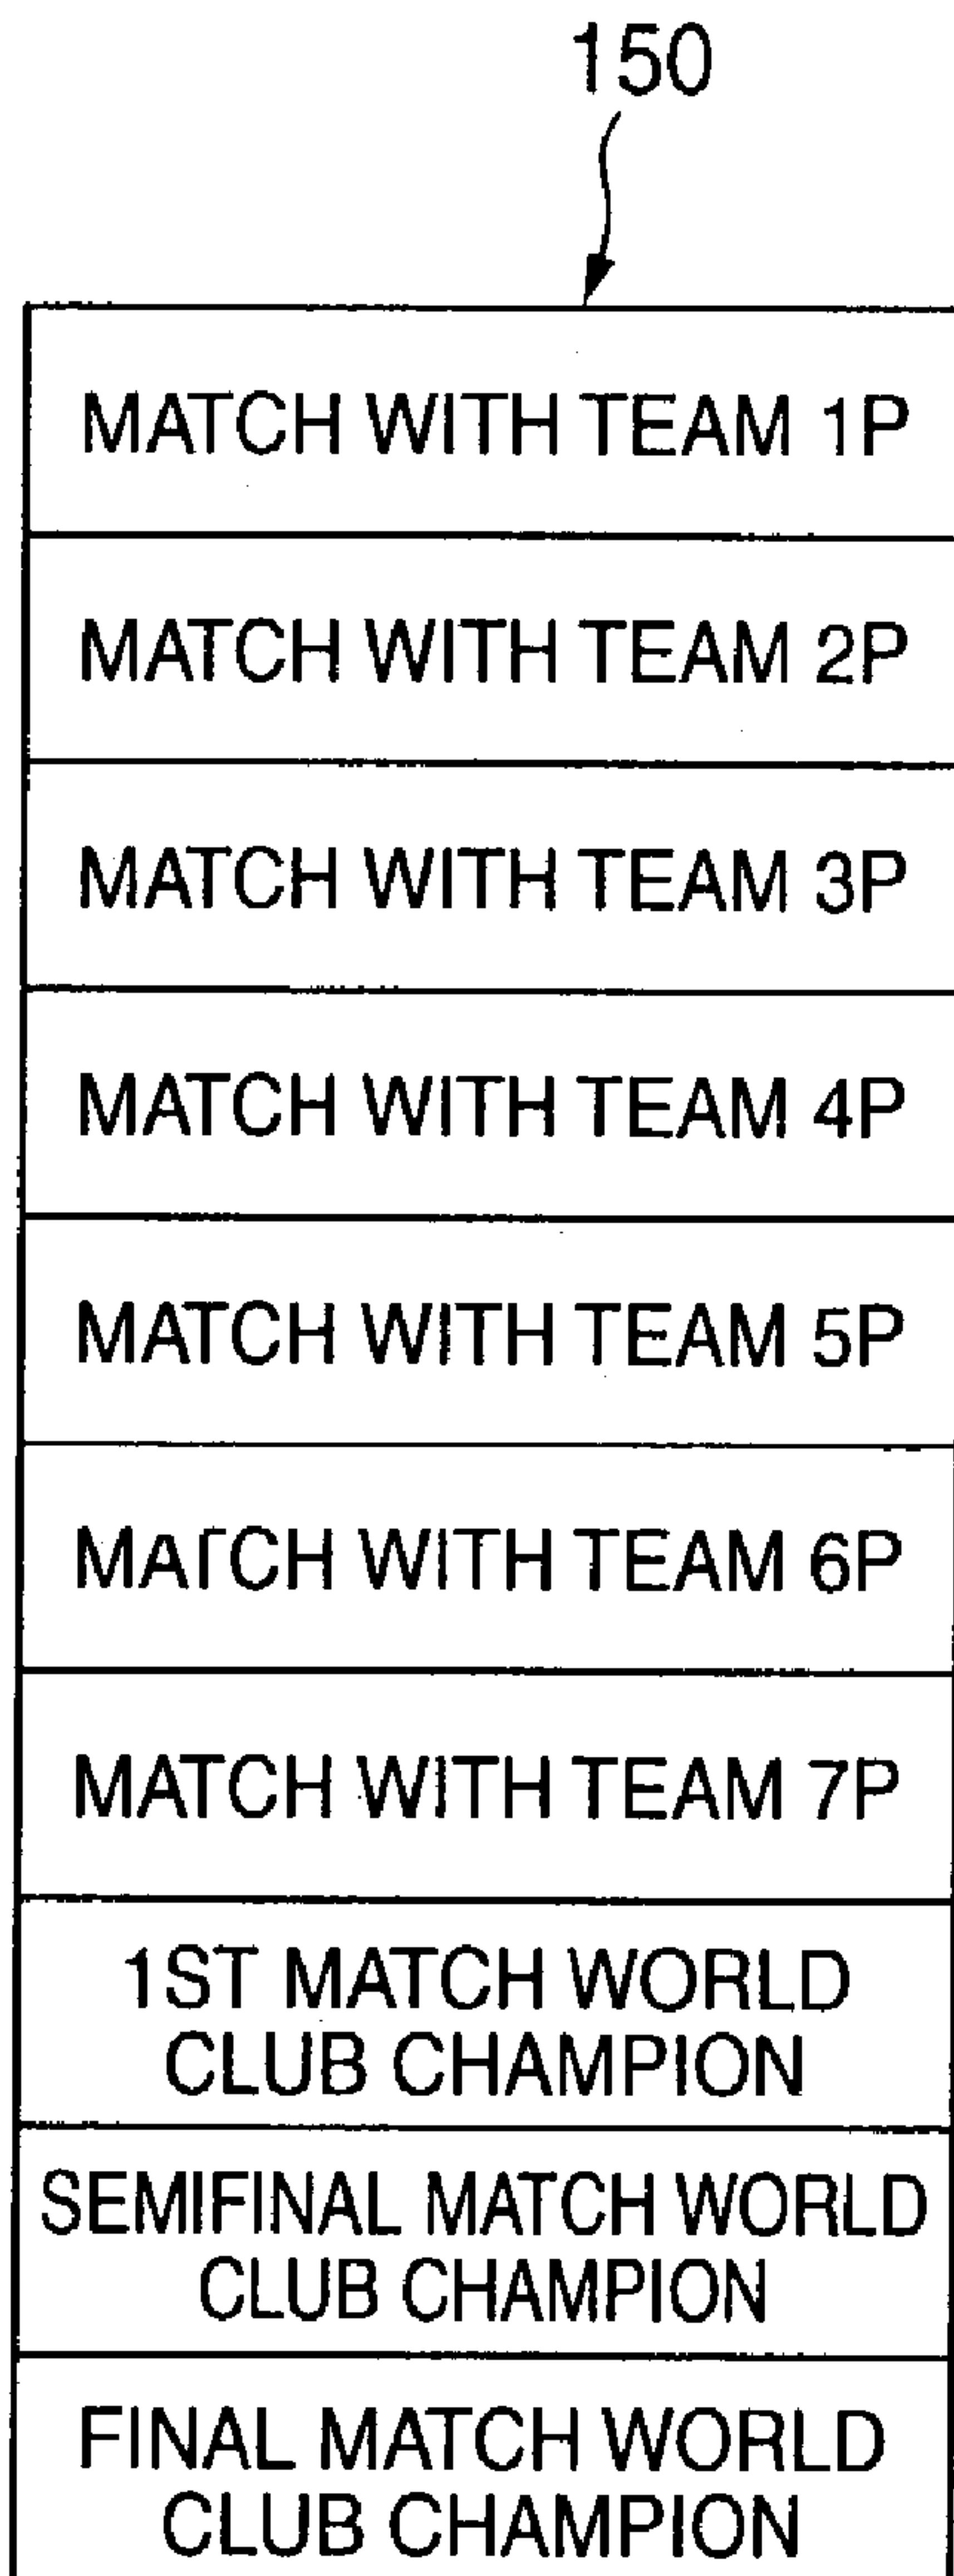 150
MATCH WITH TEAM 1P
MATCH WITH TEAM 2P
MATCH WITH TEAM 3P
MATCH WITH TEAM 4P
MATCH WITH TEAM 5P
MATCH WITH TEAM 6P
MATCH WITH TEAM 7P
1ST MATCH WORLD
CLUB CHAMPION
SEMIFINAL MATCH WORLD
CLUB CHAMPION
FINAL MATCH WORLD
CLUB CHAMPION